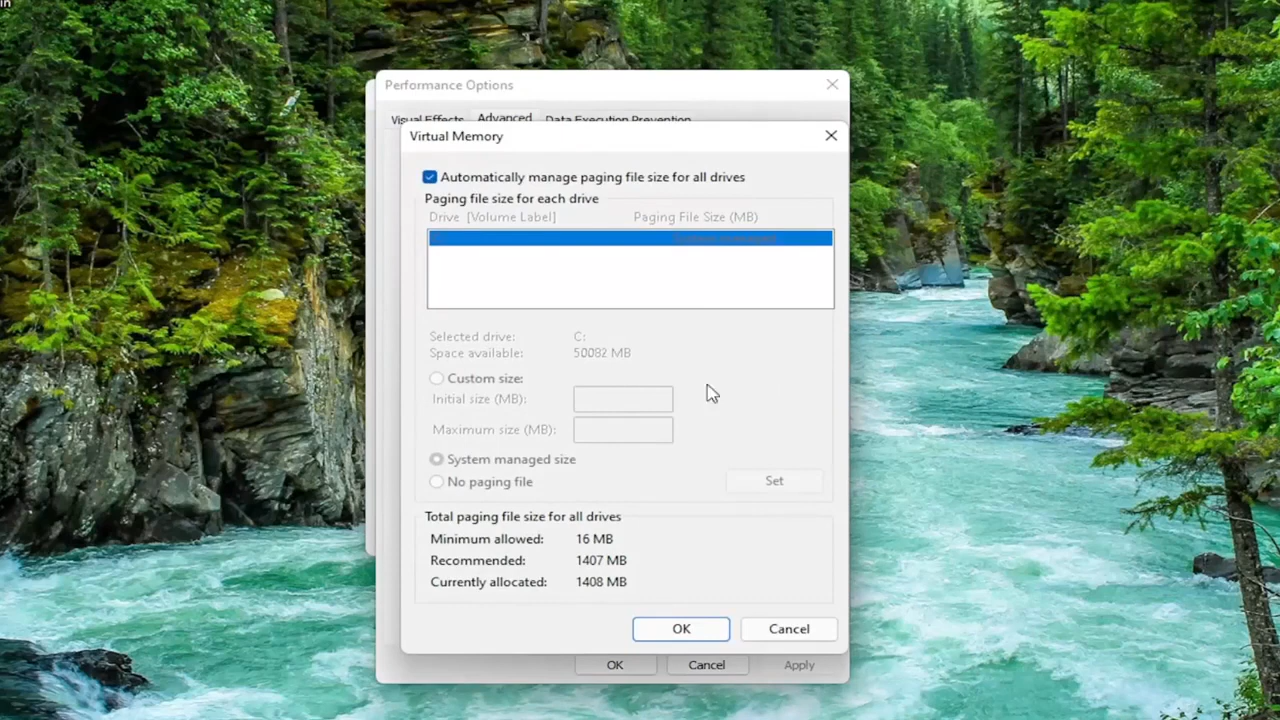 in
Performance Options
Visual Effects Advanced Data Execution Prevention
Virtual Memory
Automatically manage paging file size for all drives
Paging file size for each drive
Drive [Volume Label] Paging File Size (MB)
Selected drive: C:
Space available: 50082 MB
Custom size:
Initial size (MB):
Maximum size (MB):
System managed size
No paging file
Set
Total paging file size for all drives
Minimum allowed: 16 MB
Recommended: 1407 MB
Currently allocated: 1408 MB
OK Cancel
OK Cancel Apply